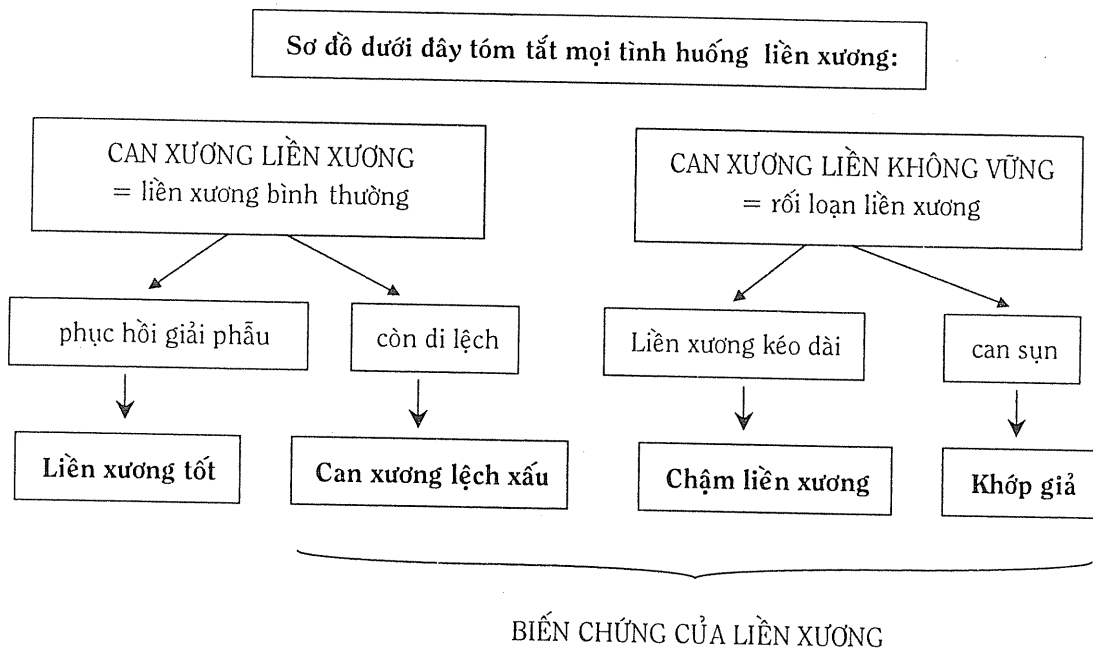 Sơ đồ dưới đây tóm tắt mọi tình huống liền xương:
CAN XƯƠNG LIỀN XƯƠNG
= liền xương bình thường
CAN XƯƠNG LIỀN KHÔNG VỮNG
= rối loạn liền xương
phục hồi giải phẫu
còn di lệch
Liền xương kéo dài
can sụn
Liền xương tốt
Can xương lệch xấu
Chậm liền xương
Khớp giả
BIẾN CHỨNG CỦA LIỀN XƯƠNG